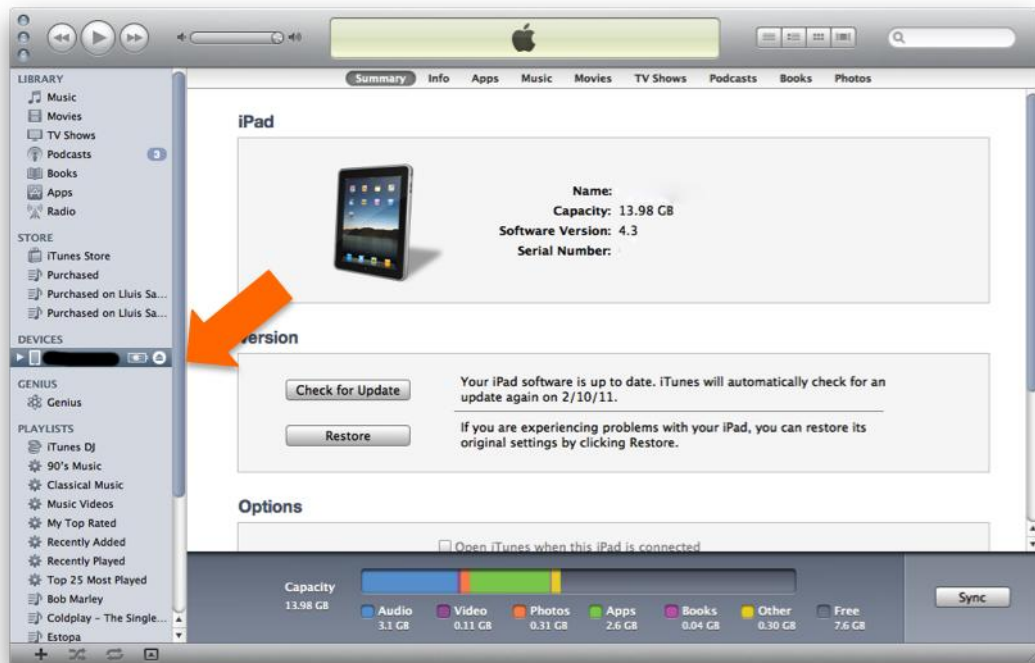 LIBRARY
Music
Movies
TV Shows
Podcasts 3
Books
Apps
Radio
STORE
iTunes Store
Purchased
Purchased on Lluis Sa...
Purchased on Lluis Sa...
DEVICES
GENIUS
Genius
PLAYLISTS
iTunes DJ
90's Music
Classical Music
Music Videos
My Top Rated
Recently Added
Recently Played
Top 25 Most Played
Bob Marley
Coldplay – The Single...
Estopa
Summary Info Apps Music Movies TV Shows Podcasts Books Photos
iPad
Name:
Capacity: 13.98 GB
Software Version: 4.3
Serial Number:
Version
Check for Update
Your iPad software is up to date. iTunes will automatically check for an
update again on 2/10/11.
Restore
If you are experiencing problems with your iPad, you can restore its
original settings by clicking Restore.
Options
Open iTunes when this iPad is connected
Capacity
13.98 GB
Audio Video Photos Apps Books Other Free
3.1 GB 0.11 GB 0.31 GB 2.6 GB 0.04 GB 0.30 GB 7.6 GB
Sync